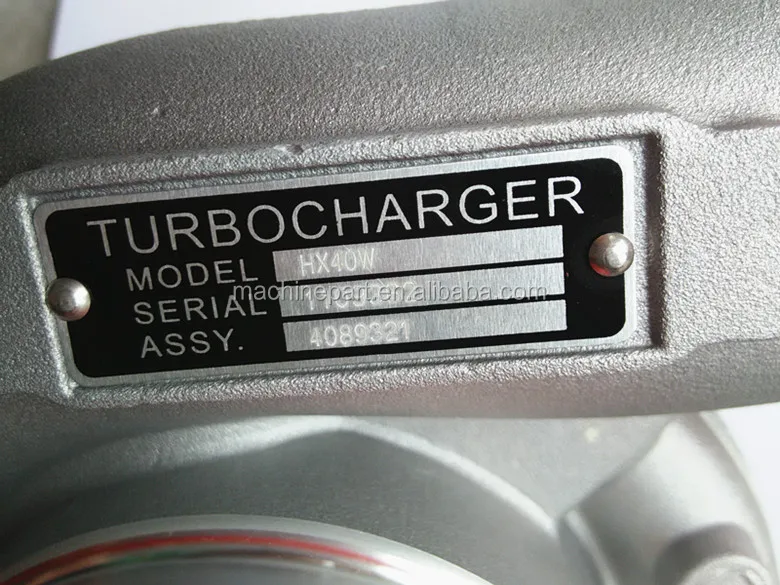 TURBOCHARGER
MODEL HX40W
SERIAL
ASSY. 4089321
machinepart.en.alibaba.com